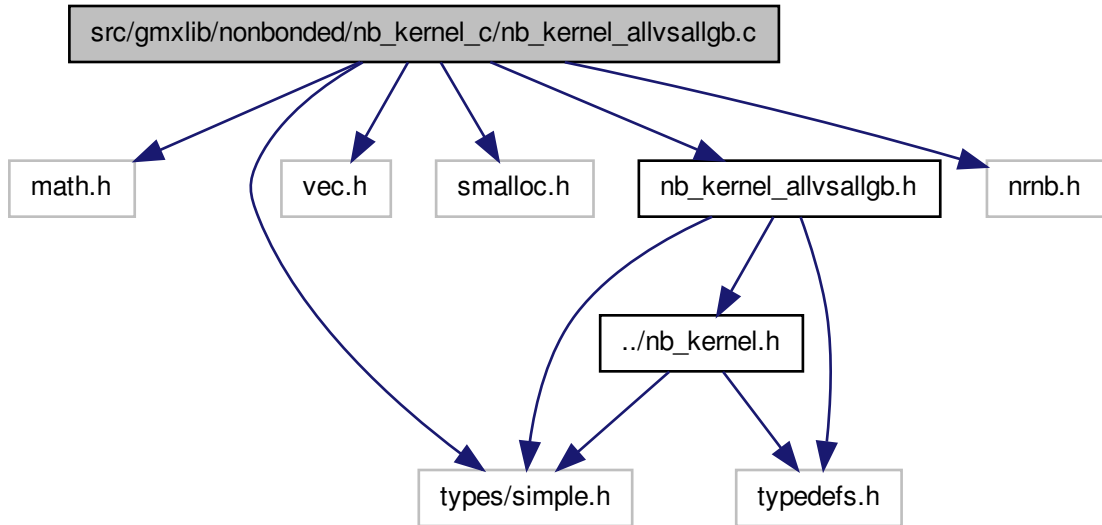 src/gmxlib/nonbonded/nb_kernel_c/nb_kernel_allvsallgb.c
math.h
vec.h
smalloc.h
nb_kernel_allvsallgb.h
nrnb.h
../nb_kernel.h
types/simple.h
typedefs.h